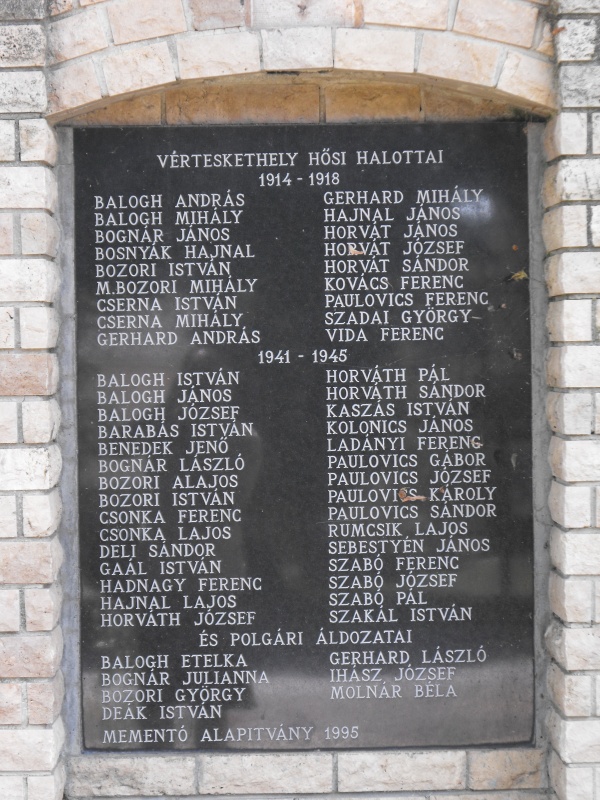 VÉRTESKETHELY HŐSI HALOTTAI
1914 - 1918
BALOGH ANDRÁS
BALOGH MIHÁLY
BOGNÁR JÁNOS
BOSNYÁK HAJNAL
BOZORI ISTVÁN
M.BOZORI MIHÁLY
CSERNA ISTVÁN
CSERNA MIHÁLY
GERHARD ANDRÁS
GERHARD MIHÁLY
HAJNAL JÁNOS
HORVÁT JÁNOS
HORVÁT JÓZSEF
HORVÁT SÁNDOR
KOVÁCS FERENC
PAULOVICS FERENC
SZADAI GYÖRGY
VIDA FERENC
1941 - 1945
BALOGH ISTVÁN
BALOGH JÁNOS
BALOGH JÓZSEF
BARABÁS ISTVÁN
BENEDEK JENŐ
BOGNÁR LÁSZLÓ
BOZORI ALAJOS
BOZORI ISTVÁN
CSONKA FERENC
CSONKA LAJOS
DELI SÁNDOR
GAÁL ISTVÁN
HADNAGY FERENC
HAJNAL LAJOS
HORVÁTH JÓZSEF
HORVÁTH PÁL
HORVÁTH SÁNDOR
KASZÁS ISTVÁN
KOLONICS JÁNOS
LADÁNYI FERENC
PAULOVICS GÁBOR
PAULOVICS JÓZSEF
PAULOVICS KÁROLY
PAULOVICS SÁNDOR
RUMCSIK LAJOS
SEBESTYÉN JÁNOS
SZABÓ FERENC
SZABÓ JÓZSEF
SZABÓ PÁL
SZAKÁL ISTVÁN
ÉS POLGÁRI ÁLDOZATAI
BALOGH ETELKA
BOGNÁR JULIANNA
BOZORI GYÖRGY
DEÁK ISTVÁN
GERHARD LÁSZLÓ
IHÁSZ JÓZSEF
MOLNÁR BÉLA
MEMENTÓ ALAPITVÁNY 1995